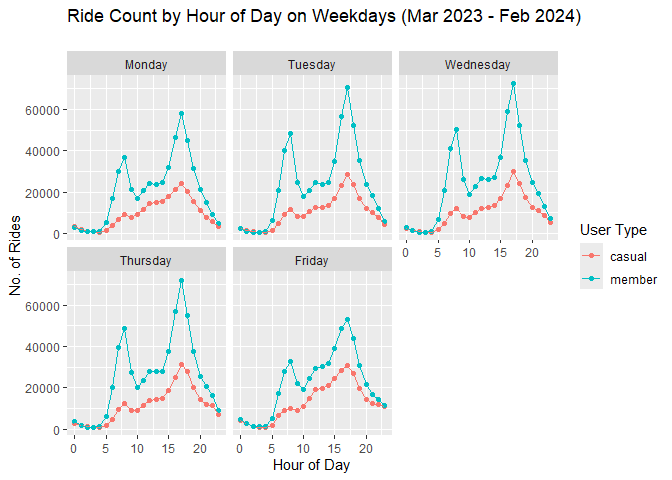 Ride Count by Hour of Day on Weekdays (Mar 2023 - Feb 2024)
Monday
Tuesday
Wednesday
60000
40000
20000
0
0 5 10 15 20
Thursday
Friday
60000
40000
20000
0
0 5 10 15 20
0 5 10 15 20
No. of Rides
Hour of Day
User Type
casual
member